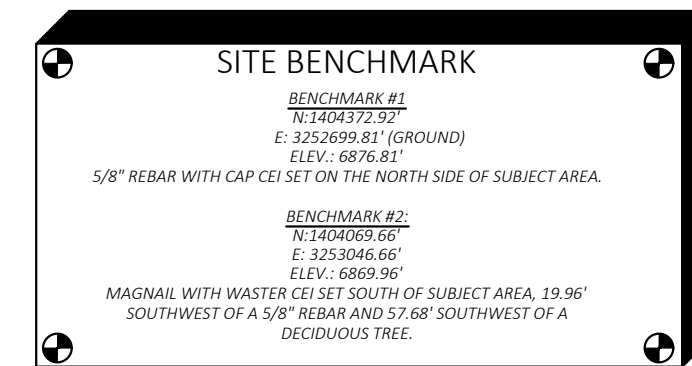 SITE BENCHMARK
BENCHMARK #1
N:1404372.92'
E: 3252699.81' (GROUND)
ELEV.: 6876.81'
5/8" REBAR WITH CAP CEI SET ON THE NORTH SIDE OF SUBJECT AREA.
BENCHMARK #2:
N:1404069.66'
E: 3253046.66'
ELEV.: 6869.96'
MAGNAIL WITH WASTER CEI SET SOUTH OF SUBJECT AREA, 19.96'
SOUTHWEST OF A 5/8" REBAR AND 57.68' SOUTHWEST OF A
DECIDUOUS TREE.